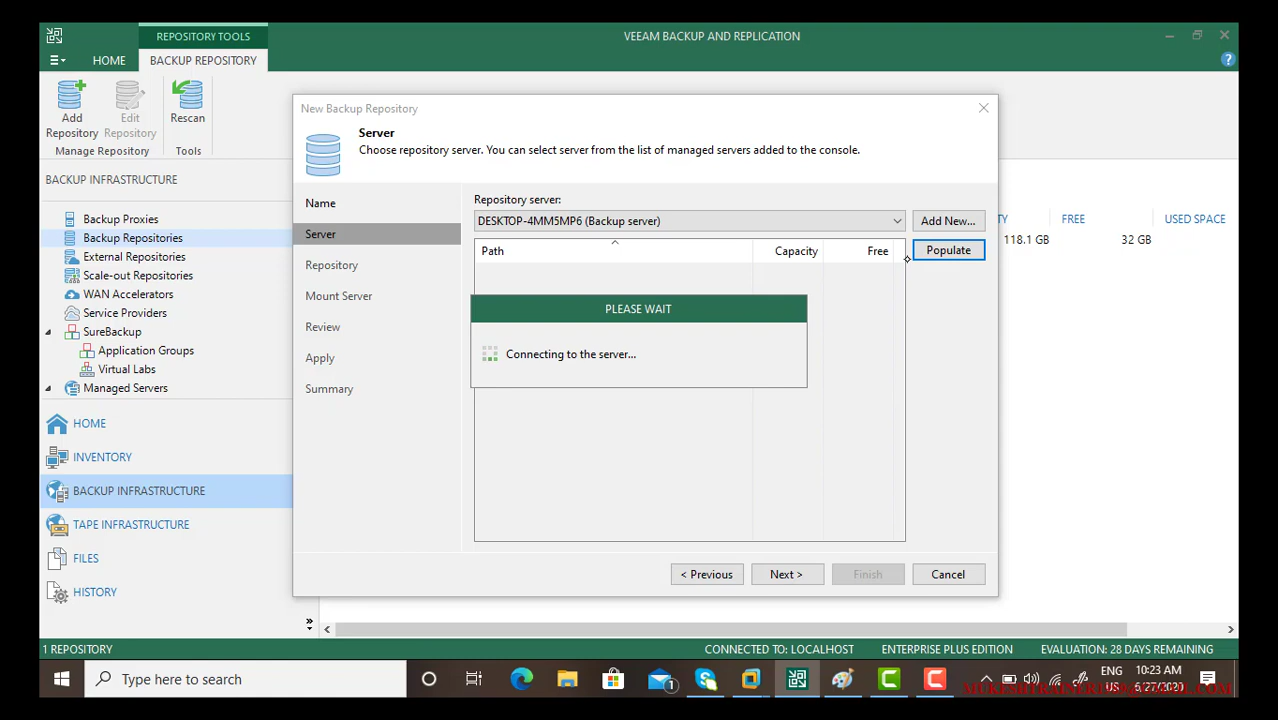 REPOSITORY TOOLS
VEEAM BACKUP AND REPLICATION
HOME
BACKUP REPOSITORY
Add Repository
Edit Repository
Rescan
Manage Repository
Tools
BACKUP INFRASTRUCTURE
Backup Proxies
Backup Repositories
External Repositories
Scale-out Repositories
WAN Accelerators
Service Providers
SureBackup
Application Groups
Virtual Labs
Managed Servers
HOME
INVENTORY
BACKUP INFRASTRUCTURE
TAPE INFRASTRUCTURE
FILES
HISTORY
New Backup Repository
Server
Choose repository server. You can select server from the list of managed servers added to the console.
Name
Server
Repository
Mount Server
Review
Apply
Summary
Repository server:
DESKTOP-4MM5MP6 (Backup server)
Add New...
Path Capacity Free
Populate
PLEASE WAIT
Connecting to the server...
< Previous
Next >
Finish
Cancel
TY FREE USED SPACE
118.1 GB 32 GB
1 REPOSITORY
CONNECTED TO: LOCALHOST
ENTERPRISE PLUS EDITION
EVALUATION: 28 DAYS REMAINING
Type here to search
1
ENG
US
10:23 AM
6/27/2020